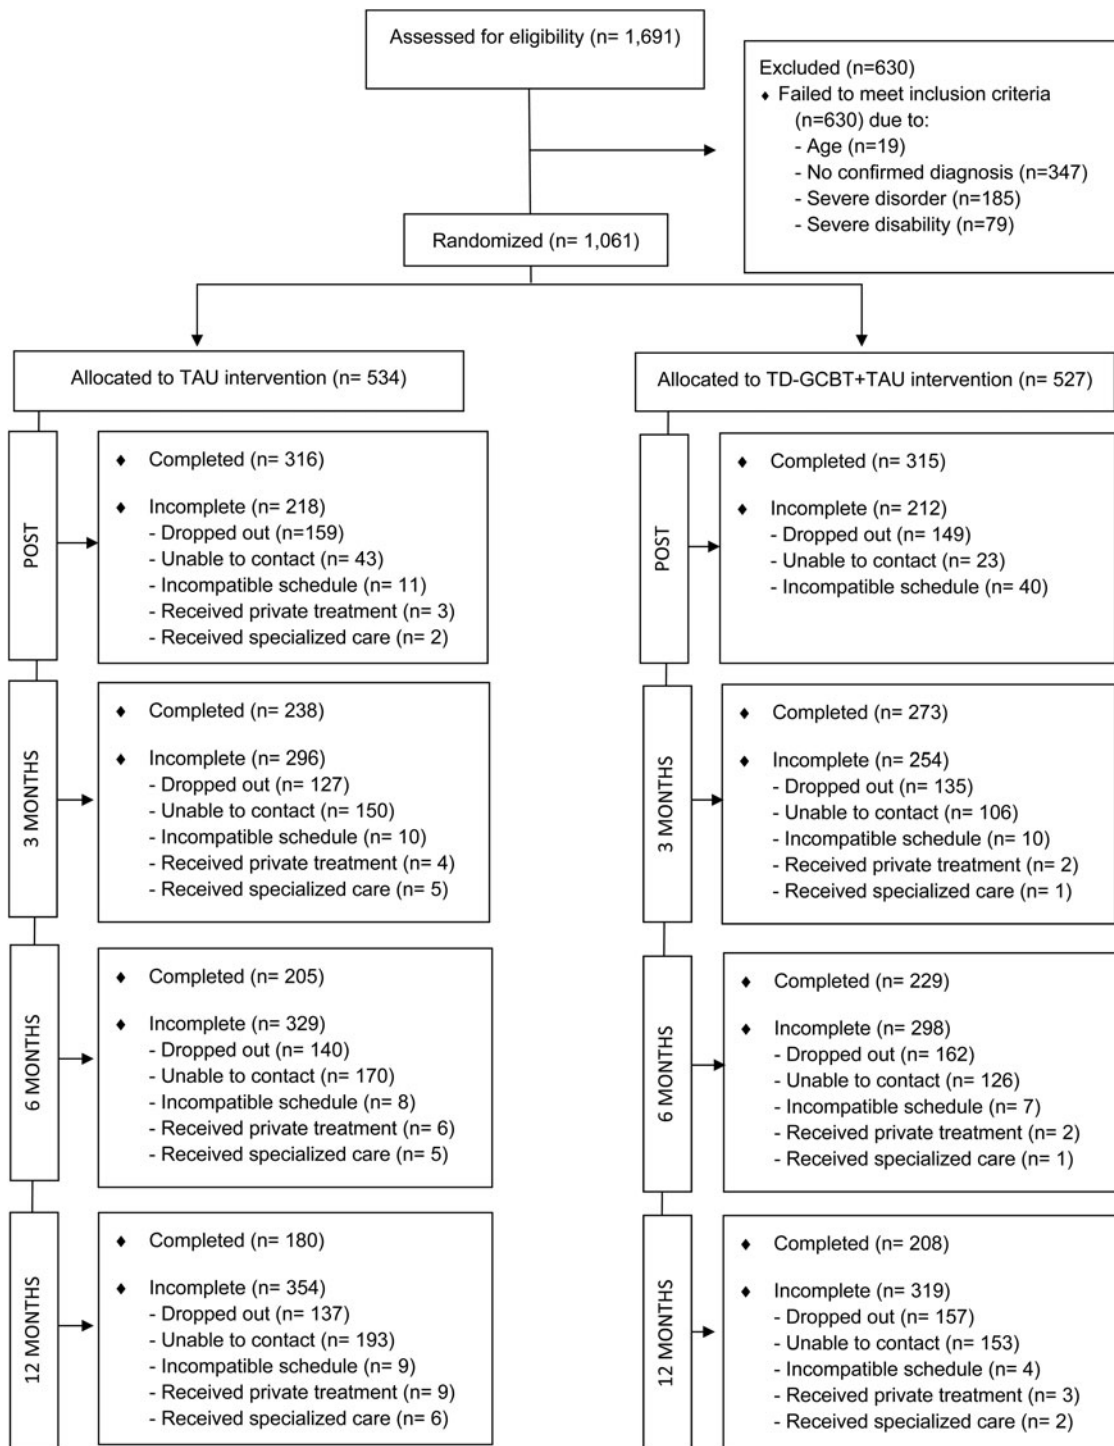 Assessed for eligibility (n= 1,691)
Excluded (n=630)
♦ Failed to meet inclusion criteria
(n=630) due to:
- Age (n=19)
- No confirmed diagnosis (n=347)
- Severe disorder (n=185)
- Severe disability (n=79)
Randomized (n= 1,061)
Allocated to TAU intervention (n= 534)
POST
♦ Completed (n= 316)
♦ Incomplete (n= 218)
- Dropped out (n=159)
- Unable to contact (n= 43)
- Incompatible schedule (n= 11)
- Received private treatment (n= 3)
- Received specialized care (n= 2)
3 MONTHS
♦ Completed (n= 238)
♦ Incomplete (n= 296)
- Dropped out (n= 127)
- Unable to contact (n= 150)
- Incompatible schedule (n= 10)
- Received private treatment (n= 4)
- Received specialized care (n= 5)
6 MONTHS
♦ Completed (n= 205)
♦ Incomplete (n= 329)
- Dropped out (n= 140)
- Unable to contact (n= 170)
- Incompatible schedule (n= 8)
- Received private treatment (n= 6)
- Received specialized care (n= 5)
12 MONTHS
♦ Completed (n= 180)
♦ Incomplete (n= 354)
- Dropped out (n= 137)
- Unable to contact (n= 193)
- Incompatible schedule (n= 9)
- Received private treatment (n= 9)
- Received specialized care (n= 6)
Allocated to TD-GCBT+TAU intervention (n= 527)
POST
♦ Completed (n= 315)
♦ Incomplete (n= 212)
- Dropped out (n= 149)
- Unable to contact (n= 23)
- Incompatible schedule (n= 40)
3 MONTHS
♦ Completed (n= 273)
♦ Incomplete (n= 254)
- Dropped out (n= 135)
- Unable to contact (n= 106)
- Incompatible schedule (n= 10)
- Received private treatment (n= 2)
- Received specialized care (n= 1)
6 MONTHS
♦ Completed (n= 229)
♦ Incomplete (n= 298)
- Dropped out (n= 162)
- Unable to contact (n= 126)
- Incompatible schedule (n= 7)
- Received private treatment (n= 2)
- Received specialized care (n= 1)
12 MONTHS
♦ Completed (n= 208)
♦ Incomplete (n= 319)
- Dropped out (n= 157)
- Unable to contact (n= 153)
- Incompatible schedule (n= 4)
- Received private treatment (n= 3)
- Received specialized care (n= 2)